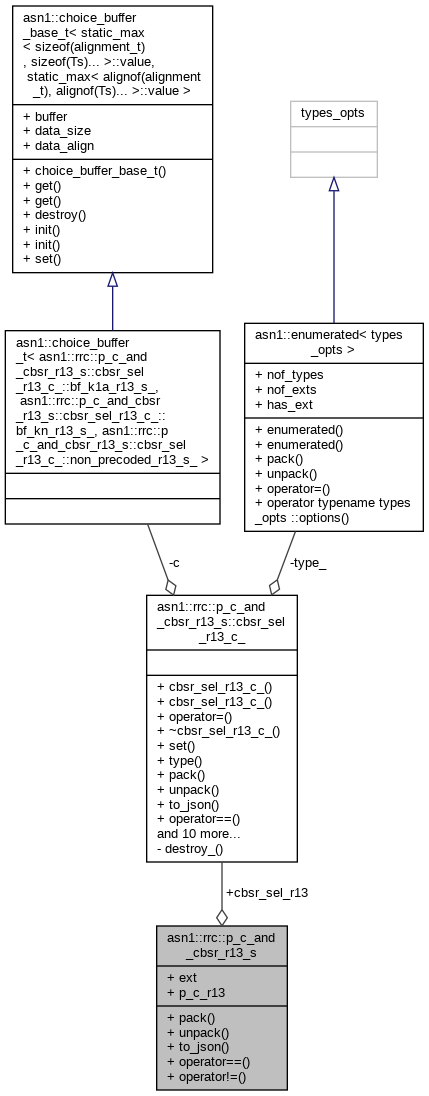 asn1::choice_buffer
_base_t< static_max
< sizeof(alignment_t)
, sizeof(Ts)... >::value,
static_max< alignof(alignment
_t), alignof(Ts)... >::value >
+ buffer
+ data_size
+ data_align
+ choice_buffer_base_t()
+ get()
+ get()
+ destroy()
+ init()
+ init()
+ set()
types_opts
asn1::choice_buffer
_t< asn1::rrc::p_c_and
_cbsr_r13_s::cbsr_sel
_r13_c_::bf_k1a_r13_s_,
asn1::rrc::p_c_and_cbsr
_r13_s::cbsr_sel_r13_c_::
bf_kn_r13_s_, asn1::rrc::p
_c_and_cbsr_r13_s::cbsr_sel
_r13_c_::non_precoded_r13_s_ >
asn1::enumerated< types
_opts >
+ nof_types
+ nof_exts
+ has_ext
+ enumerated()
+ enumerated()
+ pack()
+ unpack()
+ operator=()
+ operator typename types
_opts ::options()
-c
-type_
asn1::rrc::p_c_and
_cbsr_r13_s::cbsr_sel
_r13_c_
+ cbsr_sel_r13_c_()
+ cbsr_sel_r13_c_()
+ operator=()
+ ~cbsr_sel_r13_c_()
+ set()
+ type()
+ pack()
+ unpack()
+ to_json()
+ operator==()
and 10 more...
- destroy_()
+cbsr_sel_r13
asn1::rrc::p_c_and
_cbsr_r13_s
+ ext
+ p_c_r13
+ pack()
+ unpack()
+ to_json()
+ operator==()
+ operator!=()